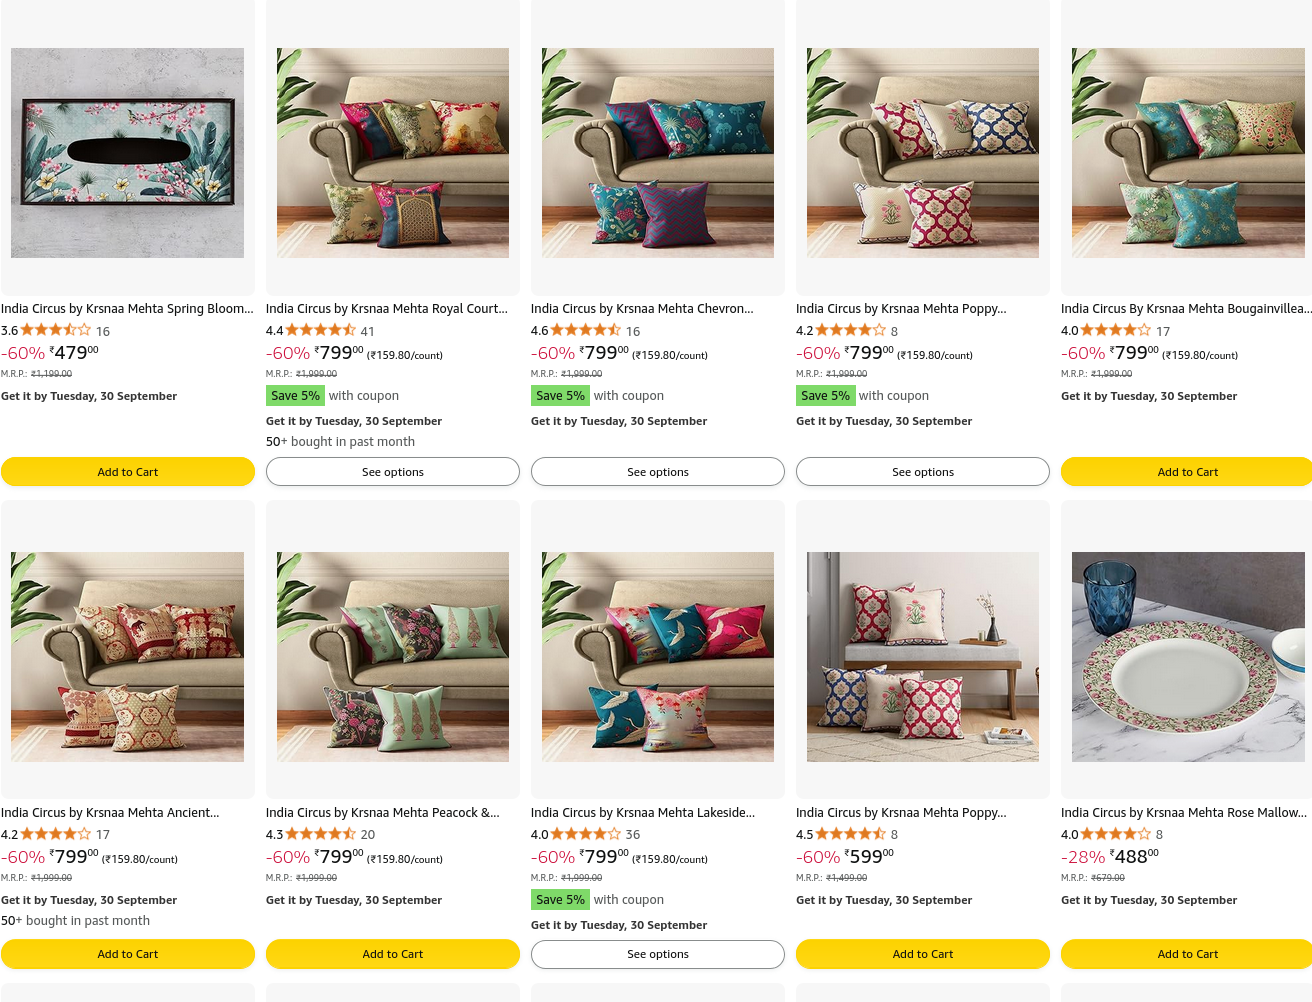 India Circus by Krsnaa Mehta Spring Bloom...
3.6 16
-60% ₹47900
M.R.P.: ₹1,199.00
Get it by Tuesday, 30 September
Add to Cart
India Circus by Krsnaa Mehta Royal Court...
4.4 41
-60% ₹79900 (₹159.80/count)
M.R.P.: ₹1,999.00
Save 5% with coupon
Get it by Tuesday, 30 September
50+ bought in past month
See options
India Circus by Krsnaa Mehta Chevron...
4.6 16
-60% ₹79900 (₹159.80/count)
M.R.P.: ₹1,999.00
Save 5% with coupon
Get it by Tuesday, 30 September
See options
India Circus by Krsnaa Mehta Poppy...
4.2 8
-60% ₹79900 (₹159.80/count)
M.R.P.: ₹1,999.00
Save 5% with coupon
Get it by Tuesday, 30 September
See options
India Circus By Krsnaa Mehta Bougainvillea...
4.0 17
-60% ₹79900 (₹159.80/count)
M.R.P.: ₹1,999.00
Get it by Tuesday, 30 September
Add to Cart
India Circus by Krsnaa Mehta Ancient...
4.2 17
-60% ₹79900 (₹159.80/count)
M.R.P.: ₹1,999.00
Get it by Tuesday, 30 September
50+ bought in past month
Add to Cart
India Circus by Krsnaa Mehta Peacock &...
4.3 20
-60% ₹79900 (₹159.80/count)
M.R.P.: ₹1,999.00
Get it by Tuesday, 30 September
Add to Cart
India Circus by Krsnaa Mehta Lakeside...
4.0 36
-60% ₹79900 (₹159.80/count)
M.R.P.: ₹1,999.00
Save 5% with coupon
Get it by Tuesday, 30 September
See options
India Circus by Krsnaa Mehta Poppy...
4.5 8
-60% ₹59900
M.R.P.: ₹1,499.00
Get it by Tuesday, 30 September
Add to Cart
India Circus by Krsnaa Mehta Rose Mallow...
4.0 8
-28% ₹48800
M.R.P.: ₹679.00
Get it by Tuesday, 30 September
Add to Cart